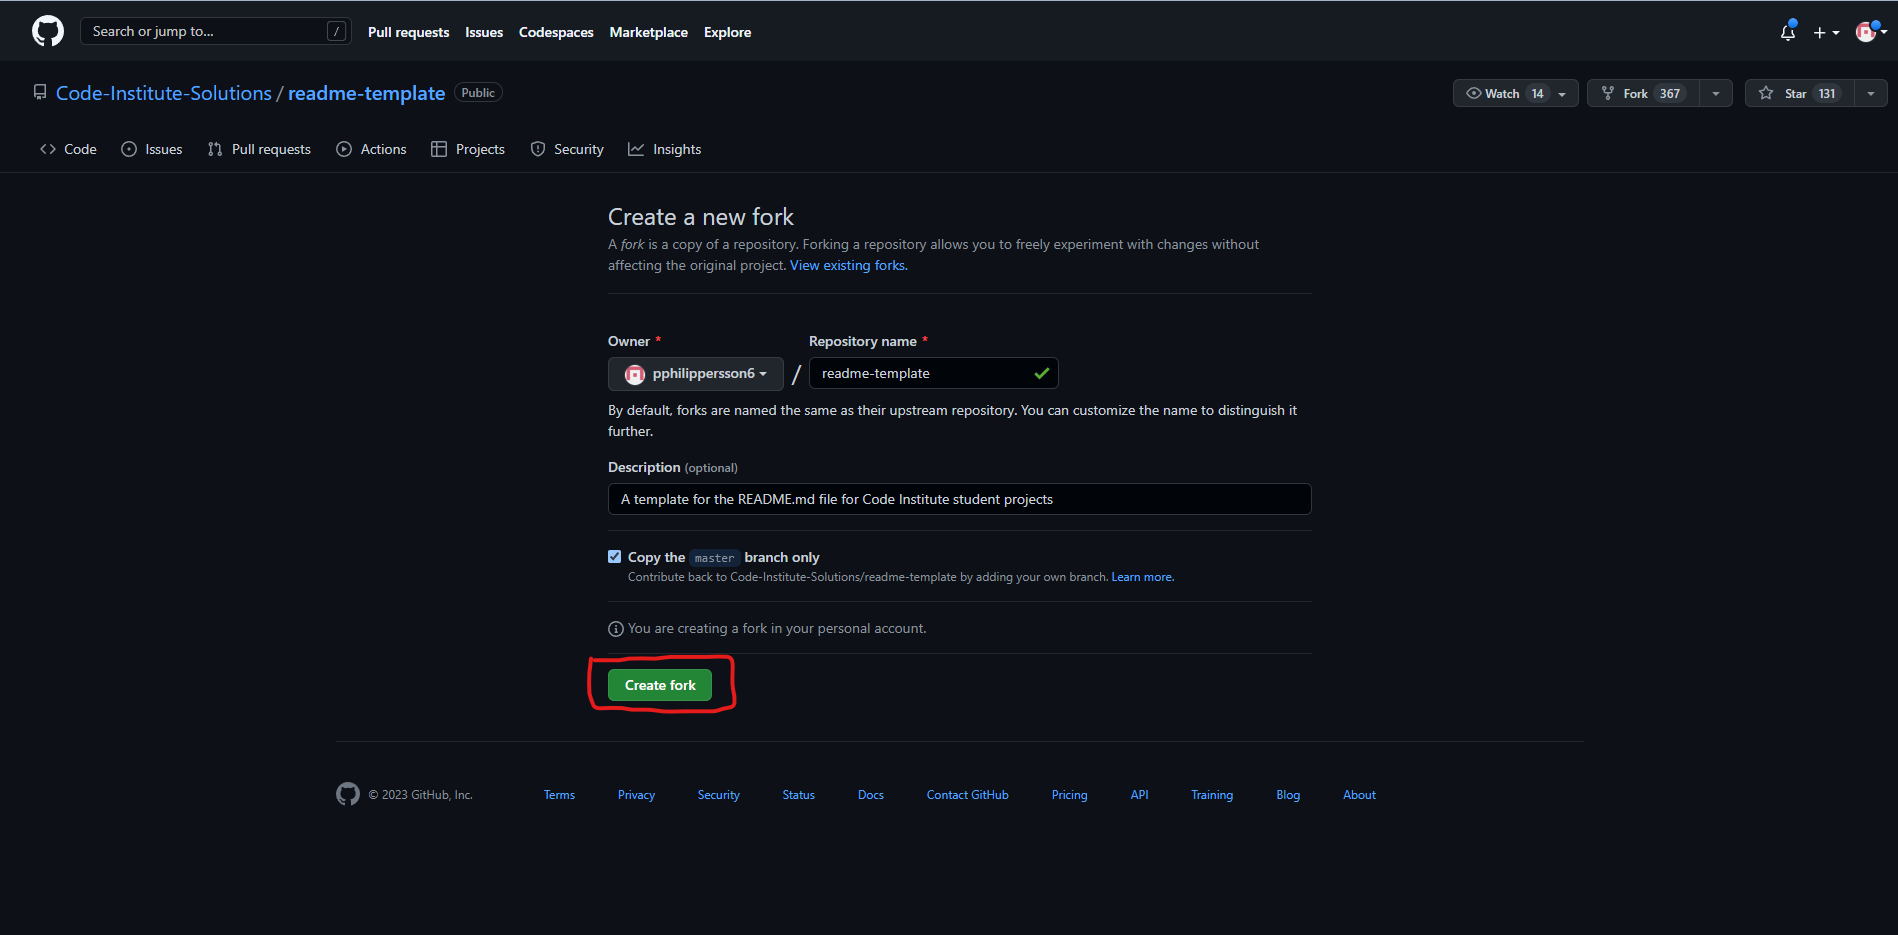 Search or jump to... /
Pull requests Issues Codespaces Marketplace Explore
Code-Institute-Solutions / readme-template Public
Watch 14 Fork 367 Star 131
Code Issues Pull requests Actions Projects Security Insights
Create a new fork
A fork is a copy of a repository. Forking a repository allows you to freely experiment with changes without
affecting the original project. View existing forks.
Owner * Repository name *
pphilippersson6 / readme-template
By default, forks are named the same as their upstream repository. You can customize the name to distinguish it
further.
Description (optional)
A template for the README.md file for Code Institute student projects
Copy the master branch only
Contribute back to Code-Institute-Solutions/readme-template by adding your own branch. Learn more.
You are creating a fork in your personal account.
Create fork
© 2023 GitHub, Inc. Terms Privacy Security Status Docs Contact GitHub Pricing API Training Blog About